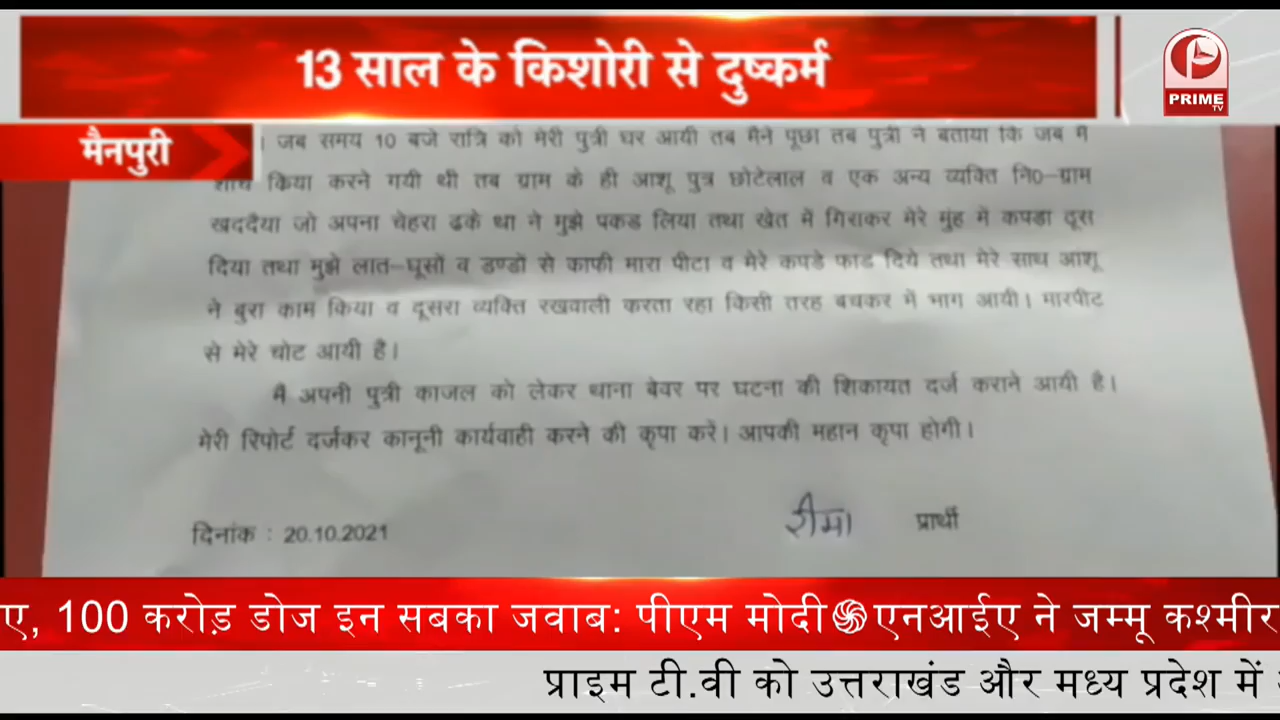 13 साल के किशोरी से दुष्कर्म
PRIME
TV
मैनपुरी
। जब समय 10 बजे रात्रि को मेरी पुत्री घर आयी तब मैने पूछा तब पुत्री ने बताया कि जब मै
शौच किया करने गयी थी तब ग्राम के ही आशू पुत्र छोटेलाल व एक अन्य व्यक्ति नि0-ग्राम
खददैया जो अपना चेहरा ढके था ने मुझे पकड लिया तथा खेत में गिराकर मेरे मुंह में कपडा ठूस
दिया तथा मुझे लात-घूसों व डण्डों से काफी मारा पीटा व मेरे कपडे फाड दिये तथा मेरे साथ आशू
ने बुरा काम किया व दूसरा व्यक्ति रखवाली करता रहा किसी तरह बचकर में भाग आयी। मारपीट
से मेरे चोट आयी है।
मै अपनी पुत्री काजल को लेकर थाना बेवर पर घटना की शिकायत दर्ज कराने आयी है।
मेरी रिपोर्ट दर्जकर कानूनी कार्यवाही करने की कृपा करें। आपकी महान कृपा होगी।
दिनांक : 20.10.2021 रीमा प्रार्थी
ए, 100 करोड़ डोज इन सबका जवाब: पीएम मोदी एनआईए ने जम्मू कश्मीर
प्राइम टी.वी को उत्तराखंड और मध्य प्रदेश में